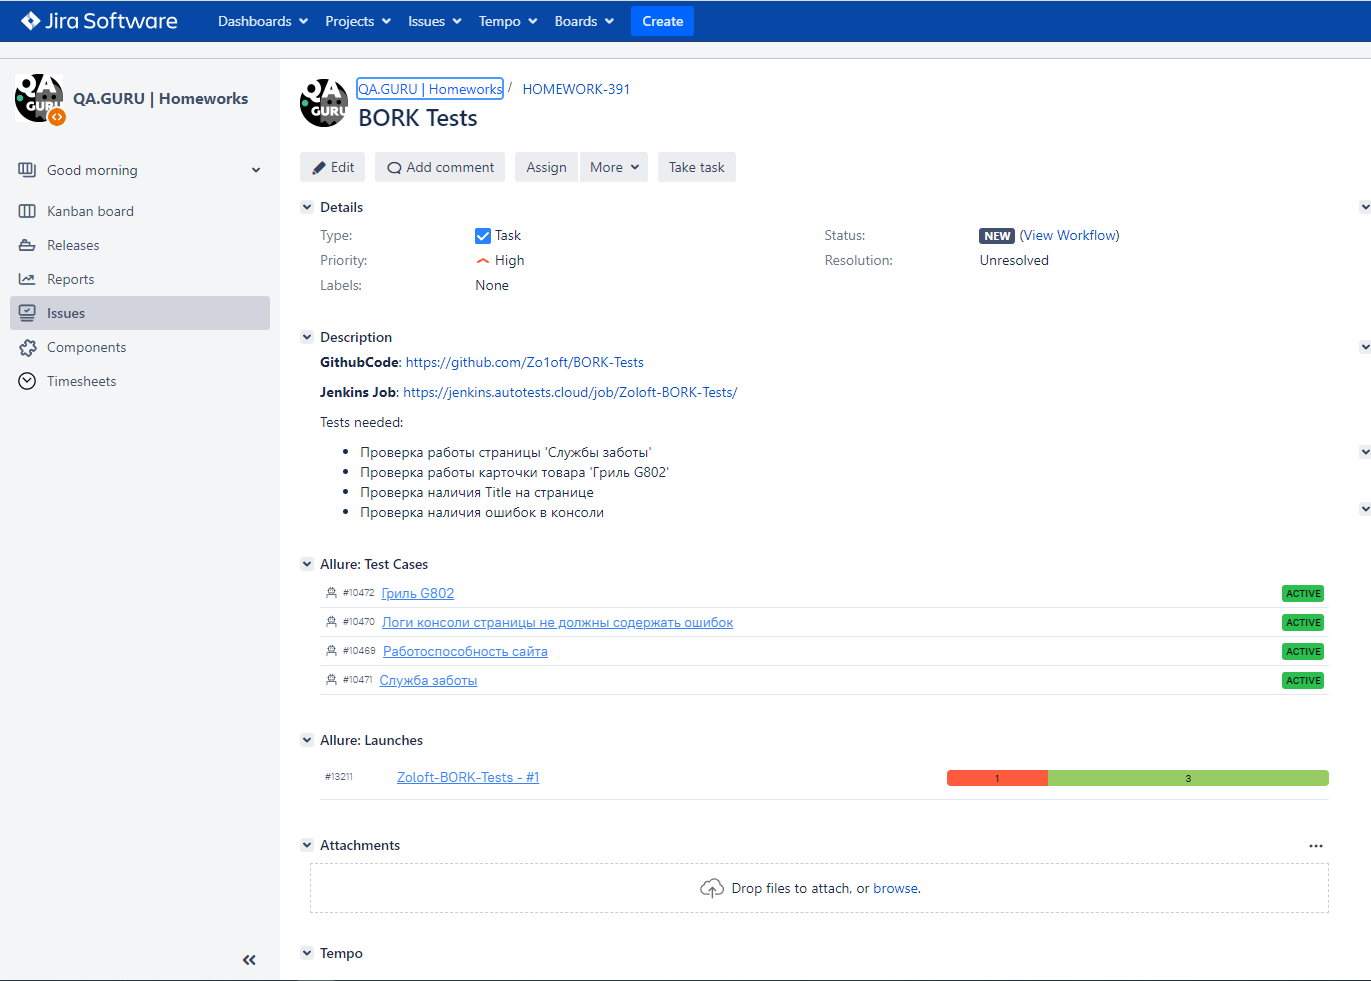 Jira Software Dashboards Projects Issues Tempo Boards Create
QA GURU
QA.GURU | Homeworks
Good morning
Kanban board
Releases
Reports
Issues
Components
Timesheets
QA GURU
QA.GURU | Homeworks / HOMEWORK-391
BORK Tests
Edit Add comment Assign More Take task
Details
Type: Task Status: NEW (View Workflow)
Priority: High Resolution: Unresolved
Labels: None
Description
GithubCode: https://github.com/Zo1oft/BORK-Tests
Jenkins Job: https://jenkins.autotests.cloud/job/Zoloft-BORK-Tests/
Tests needed:
Проверка работы страницы 'Службы заботы'
Проверка работы карточки товара 'Гриль G802'
Проверка наличия Title на странице
Проверка наличия ошибок в консоли
Allure: Test Cases
#10472 Гриль G802 ACTIVE
#10470 Логи консоли страницы не должны содержать ошибок ACTIVE
#10469 Работоспособность сайта ACTIVE
#10471 Служба заботы ACTIVE
Allure: Launches
#13211 Zoloft-BORK-Tests - #1 1 3
Attachments
Drop files to attach, or browse.
Tempo